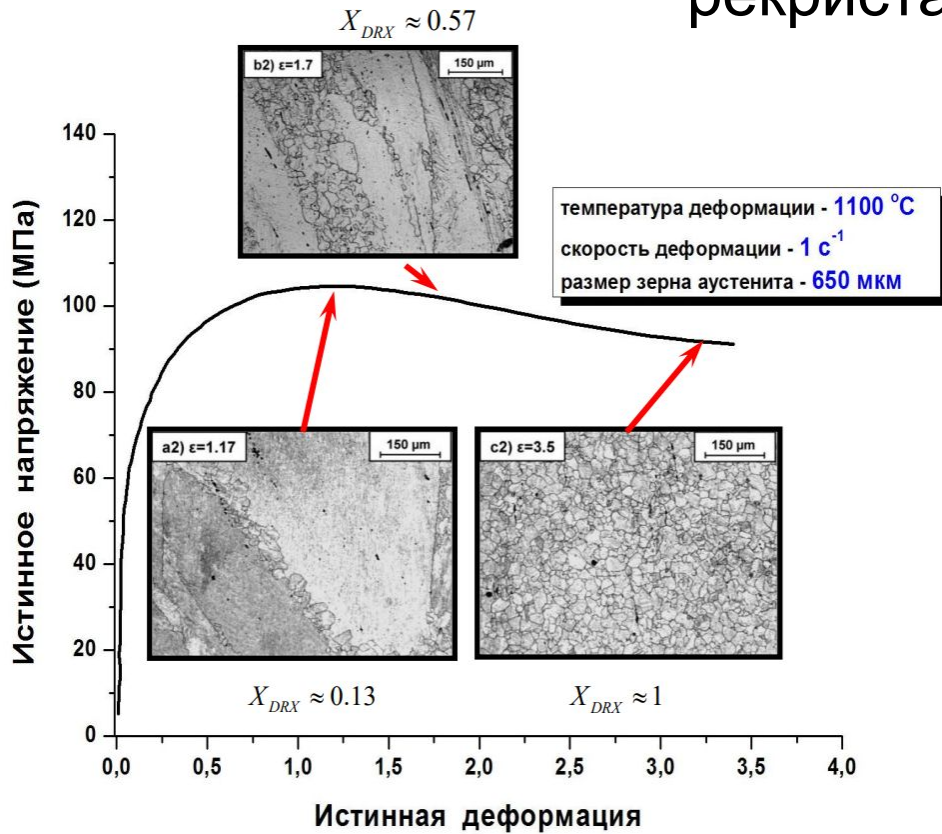 рекриста
X_DRX ≈ 0.57
b2) ε=1.7
150 µm
140
120
100
80
60
40
20
0
Истинное напряжение (МПа)
температура деформации - 1100 °C
скорость деформации - 1 с⁻¹
размер зерна аустенита - 650 мкм
a2) ε=1.17
150 µm
c2) ε=3.5
150 µm
X_DRX ≈ 0.13
X_DRX ≈ 1
0,0
0,5
1,0
1,5
2,0
2,5
3,0
3,5
4,0
Истинная деформация